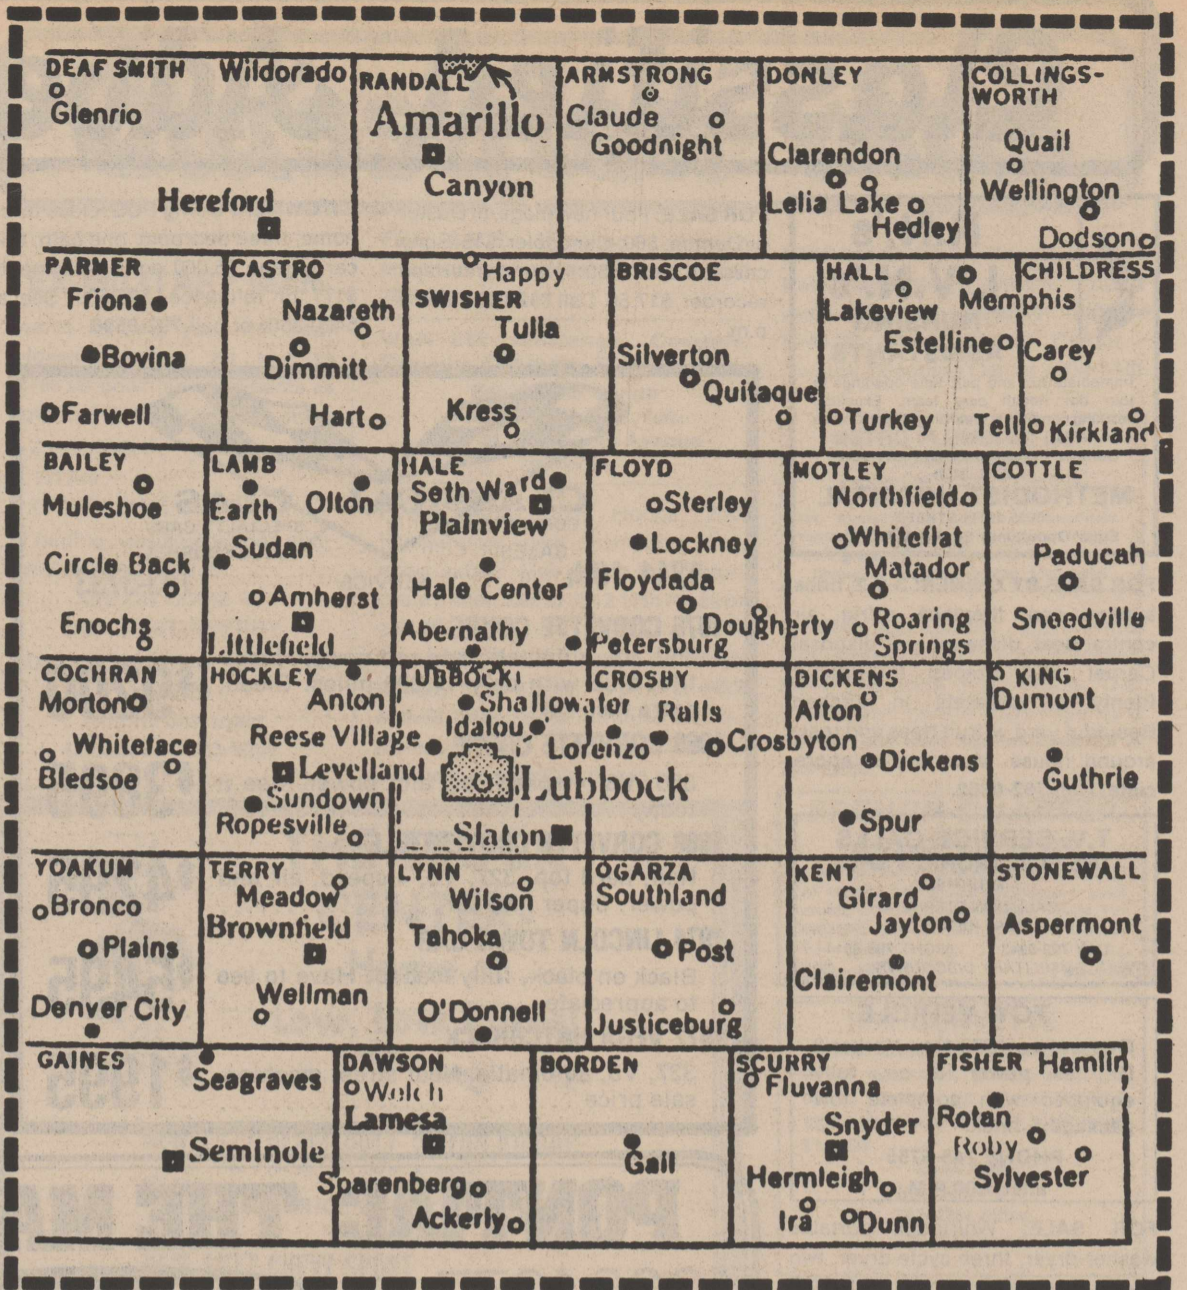 DEAF SMITH
Wildorado
Glenrio
Hereford
RANDALL
Amarillo
Canyon
ARMSTRONG
Claude
Goodnight
DONLEY
Clarendon
Lelia Lake
Hedley
COLLINGS-
WORTH
Quail
Wellington
Dodson
PARMER
Friona
Bovina
Farwell
CASTRO
Nazareth
Dimmitt
Hart
Happy
SWISHER
Tulia
Kress
BRISCOE
Silverton
Quitaque
HALL
Lakeview
Memphis
Estelline
Turkey
CHILDRESS
Carey
Tell
Kirkland
BAILEY
Muleshoe
Circle Back
Enochs
LAMB
Earth
Olton
Sudan
Amherst
Littlefield
HALE
Seth Ward
Plainview
Hale Center
Abernathy
Petersburg
FLOYD
Sterley
Lockney
Floydada
Dougherty
MOTLEY
Northfield
Whiteflat
Matador
Roaring
Springs
COTTLE
Paducah
Sneedville
COCHRAN
Morton
Whiteface
Bledsoe
HOCKLEY
Anton
Reese Village
Levelland
Sundown
Ropesville
LUBBOCK
Shallowater
Idalou
Lubbock
Slaton
CROSBY
Ralls
Lorenzo
Crosbyton
DICKENS
Afton
Dickens
Spur
KING
Dumont
Guthrie
YOAKUM
Bronco
Plains
Denver City
TERRY
Meadow
Brownfield
Wellman
LYNN
Wilson
Tahoka
O'Donnell
GARZA
Southland
Post
Justiceburg
KENT
Girard
Jayton
Clairemont
STONEWALL
Aspermont
GAINES
Seagraves
Seminole
DAWSON
Welch
Lamesa
Sparenberg
Ackerly
BORDEN
Gail
SCURRY
Fluvanna
Snyder
Hermleigh
Ira
Dunn
FISHER
Hamlin
Rotan
Roby
Sylvester